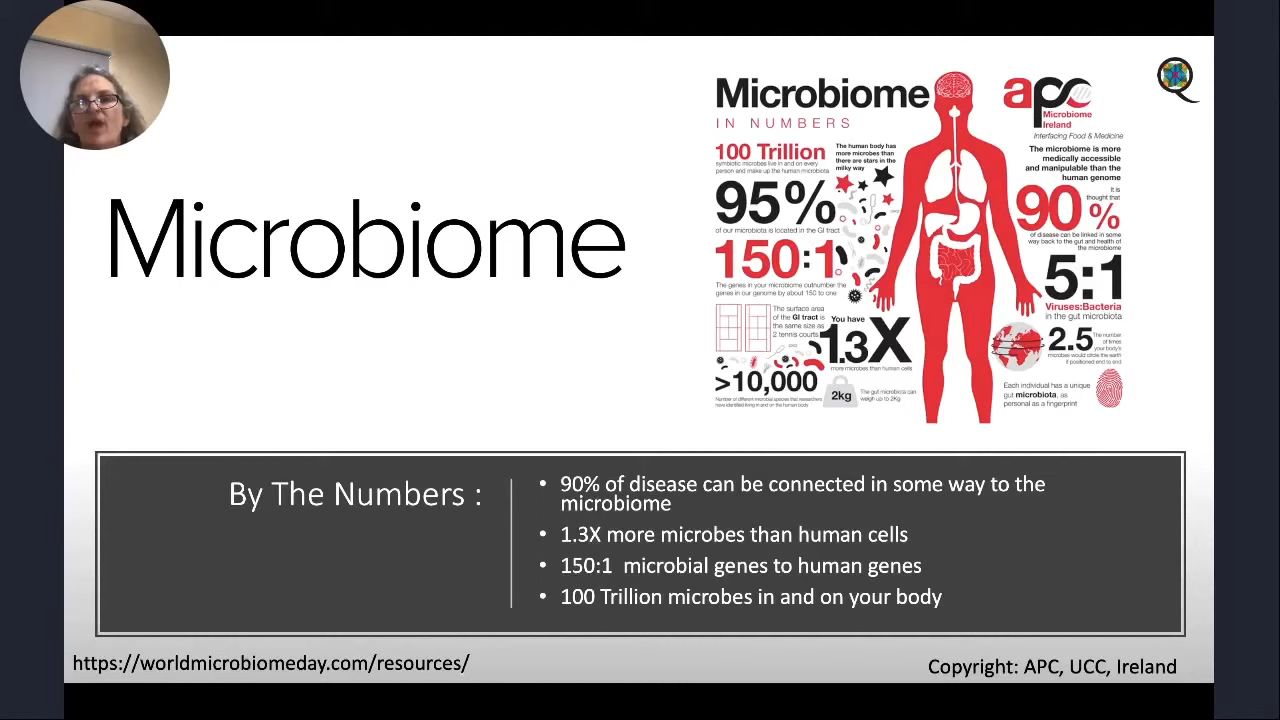 Microbiome
Microbiome
IN NUMBERS
100 Trillion
symbiotic microbes live in and on every
person and make up the human microbiota
The human body has
more microbes than
there are stars in the
milky way
95%
of our microbiota is located in the GI tract
150:1
The genes in your microbiome outnumber the
genes in our genome by about 150 to one
The surface area
of the GI tract is
the same size as
2 tennis courts
You have
1.3X
more microbes than human cells
>10,000
Number of different microbial species that researchers
have identified living in and on the human body
2kg
The gut microbiota can
weigh up to 2Kg
apc
Microbiome
Ireland
Interfacing Food & Medicine
The microbiome is more
medically accessible
and manipulable than the
human genome
It is
thought that
90%
of disease can be linked in some
way back to the gut and health of
the microbiome
5:1
Viruses:Bacteria
in the gut microbiota
2.5
The number
of times
your body's
microbes would circle the earth
if positioned end to end
Each individual has a unique
gut microbiota, as
personal as a fingerprint
By The Numbers :
• 90% of disease can be connected in some way to the
microbiome
• 1.3X more microbes than human cells
• 150:1 microbial genes to human genes
• 100 Trillion microbes in and on your body
https://worldmicrobiomeday.com/resources/
Copyright: APC, UCC, Ireland